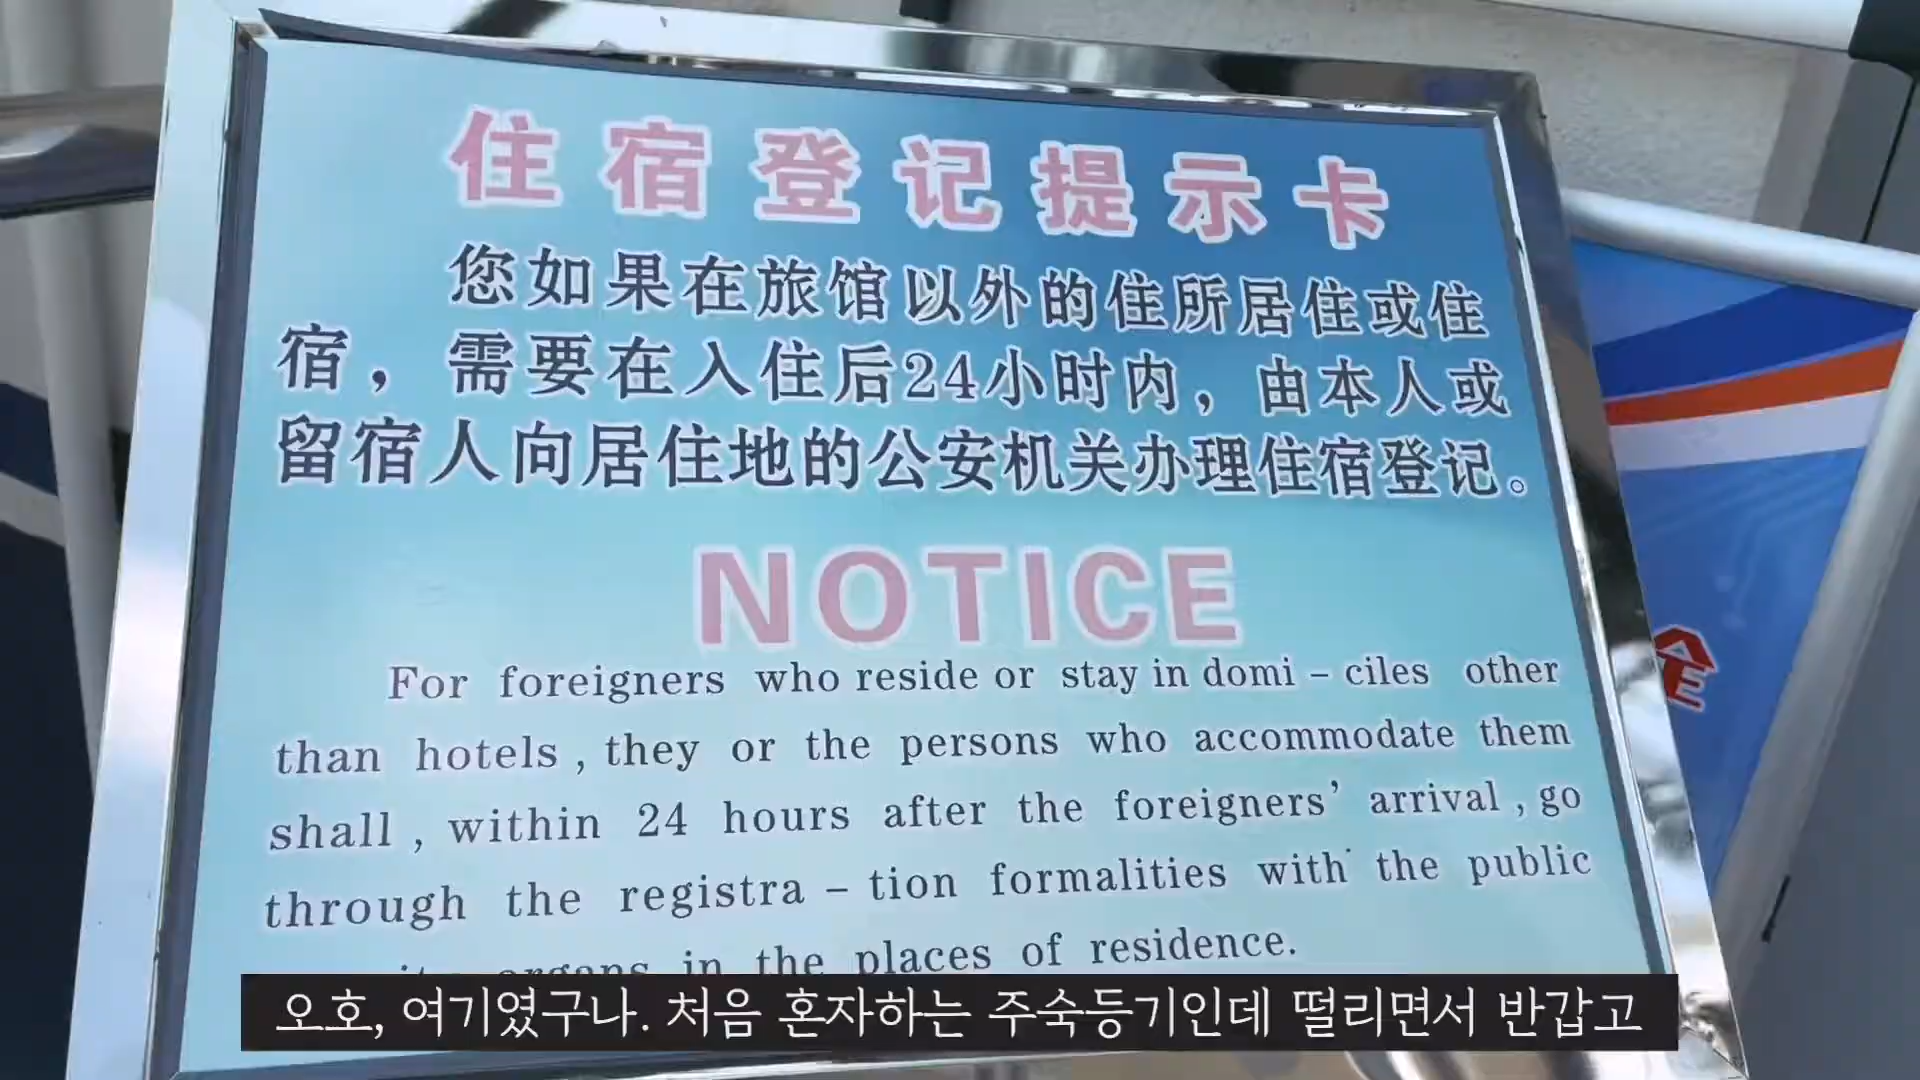 住宿登记提示卡
您如果在旅馆以外的住所居住或住
宿，需要在入住后24小时内，由本人或
留宿人向居住地的公安机关办理住宿登记。
NOTICE
For foreigners who reside or stay in domi - ciles other
than hotels, they or the persons who accommodate them
shall, within 24 hours after the foreigners' arrival, go
through the registra - tion formalities with the public
organs in the places of residence.
오호, 여기였구나. 처음 혼자하는 주숙등기인데 떨리면서 반갑고